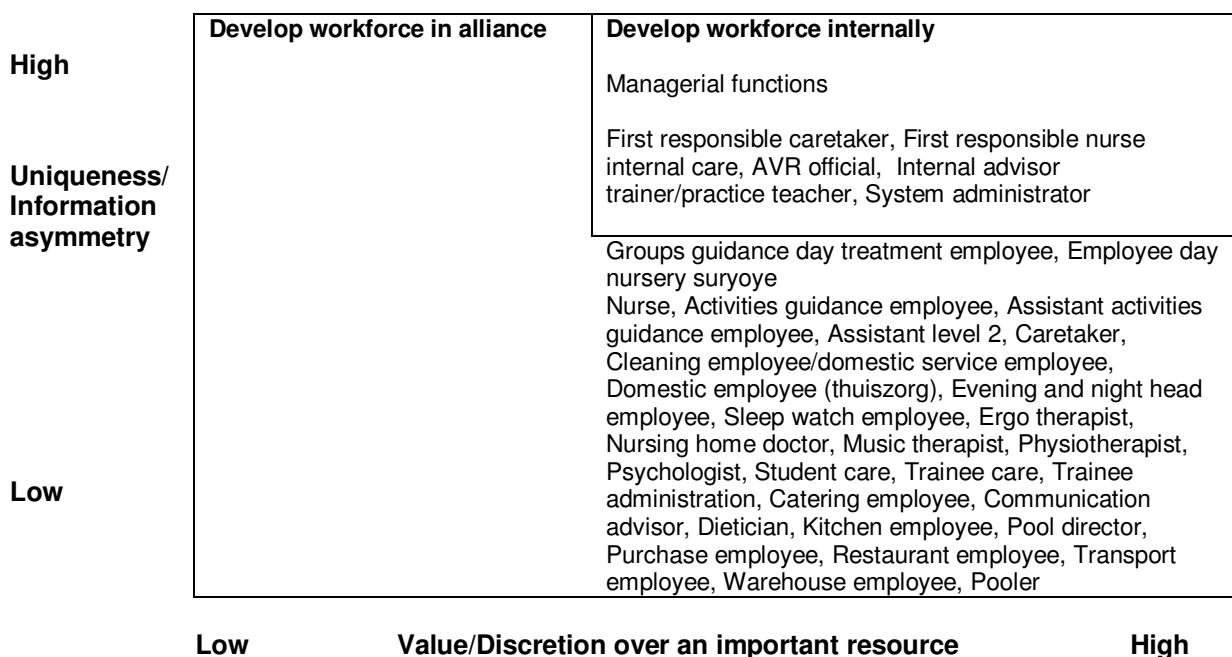 Develop workforce in alliance
Develop workforce internally
High
Managerial functions
First responsible caretaker, First responsible nurse
internal care, AVR official, Internal advisor
trainer/practice teacher, System administrator
Uniqueness/
Information
asymmetry
Groups guidance day treatment employee, Employee day
nursery suryoye
Nurse, Activities guidance employee, Assistant activities
guidance employee, Assistant level 2, Caretaker,
Cleaning employee/domestic service employee,
Domestic employee (thuiszorg), Evening and night head
employee, Sleep watch employee, Ergo therapist,
Nursing home doctor, Music therapist, Physiotherapist,
Psychologist, Student care, Trainee care, Trainee
administration, Catering employee, Communication
advisor, Dietician, Kitchen employee, Pool director,
Purchase employee, Restaurant employee, Transport
employee, Warehouse employee, Pooler
Low
Low Value/Discretion over an important resource High